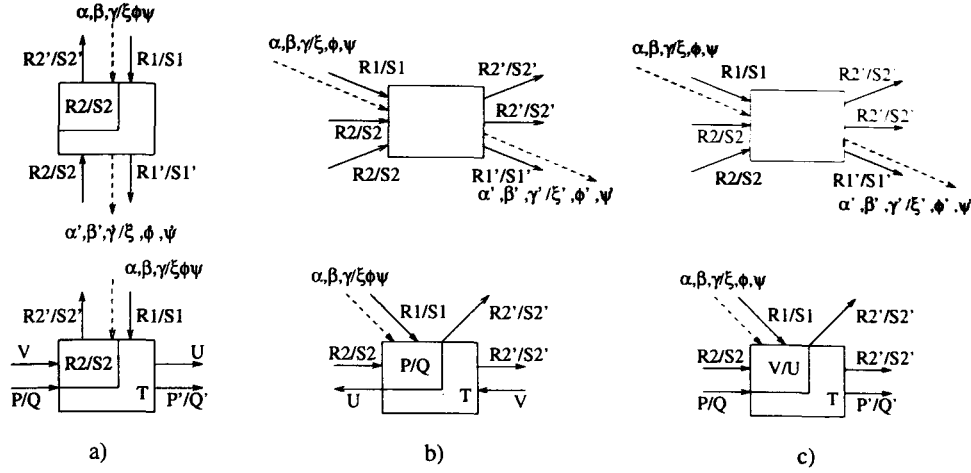 α,β,γ/ξφψ
R2'/S2' R1/S1
R2/S2
R2/S2 R1'/S1'
α',β',γ'/ξ',φ',ψ'
α,β,γ/ξφψ
R2'/S2' R1/S1
V R2/S2 U
P/Q T P'/Q'
a)
α,β,γ/ξ,φ,ψ
R1/S1 R2'/S2'
R2/S2 R2'/S2'
R2/S2 R1'/S1'
α',β',γ'/ξ',φ',ψ'
α,β,γ/ξφψ
R1/S1 R2'/S2'
R2/S2 P/Q R2'/S2'
U T V
b)
α,β,γ/ξ,φ,ψ
R1/S1 R2'/S2'
R2/S2 R2'/S2'
R2/S2 R1'/S1'
α',β',γ'/ξ',φ',ψ'
α,β,γ/ξ,φ,ψ
R1/S1 R2'/S2'
R2/S2 V/U R2'/S2'
P/Q T P'/Q'
c)